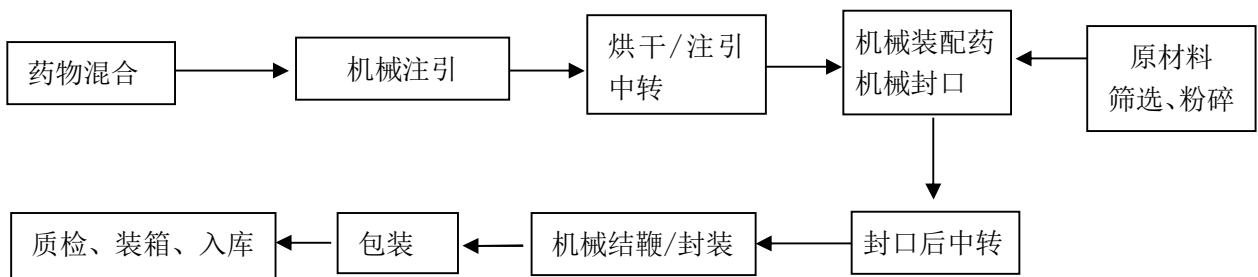 药物混合
机械注引
烘干/注引
中转
机械装配药
机械封口
原材料
筛选、粉碎
质检、装箱、入库
包装
机械结鞭/封装
封口后中转